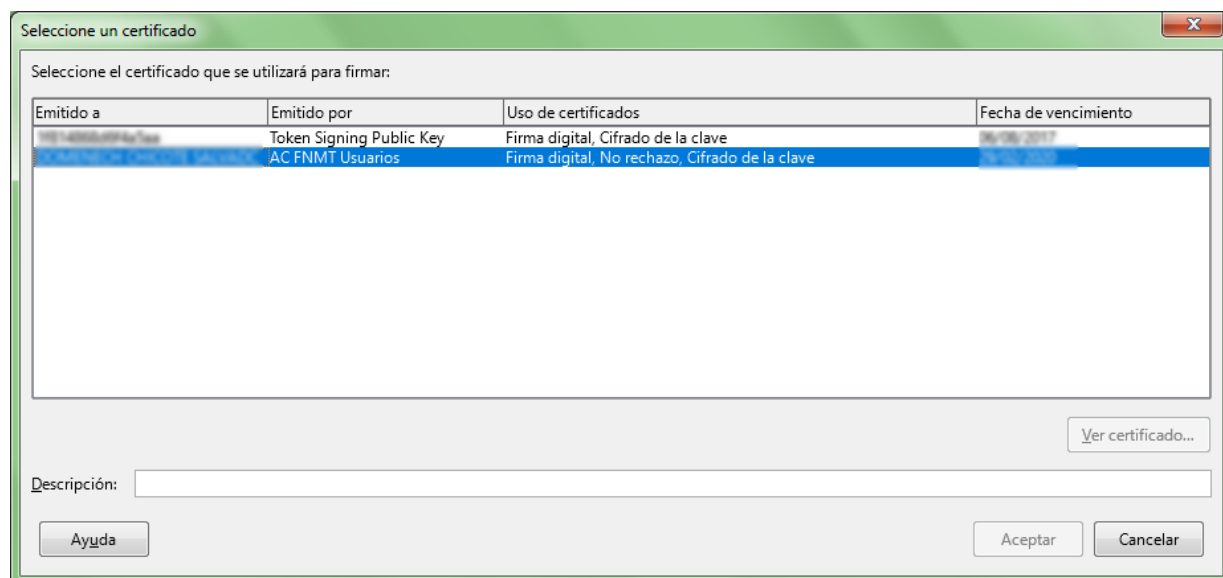 Seleccione un certificado
Seleccione el certificado que se utilizará para firmar:
Emitido a Emitido por Uso de certificados Fecha de vencimiento
Token Signing Public Key Firma digital, Cifrado de la clave
AC FNMT Usuarios Firma digital, No rechazo, Cifrado de la clave
Ver certificado...
Descripción:
Ayuda Aceptar Cancelar